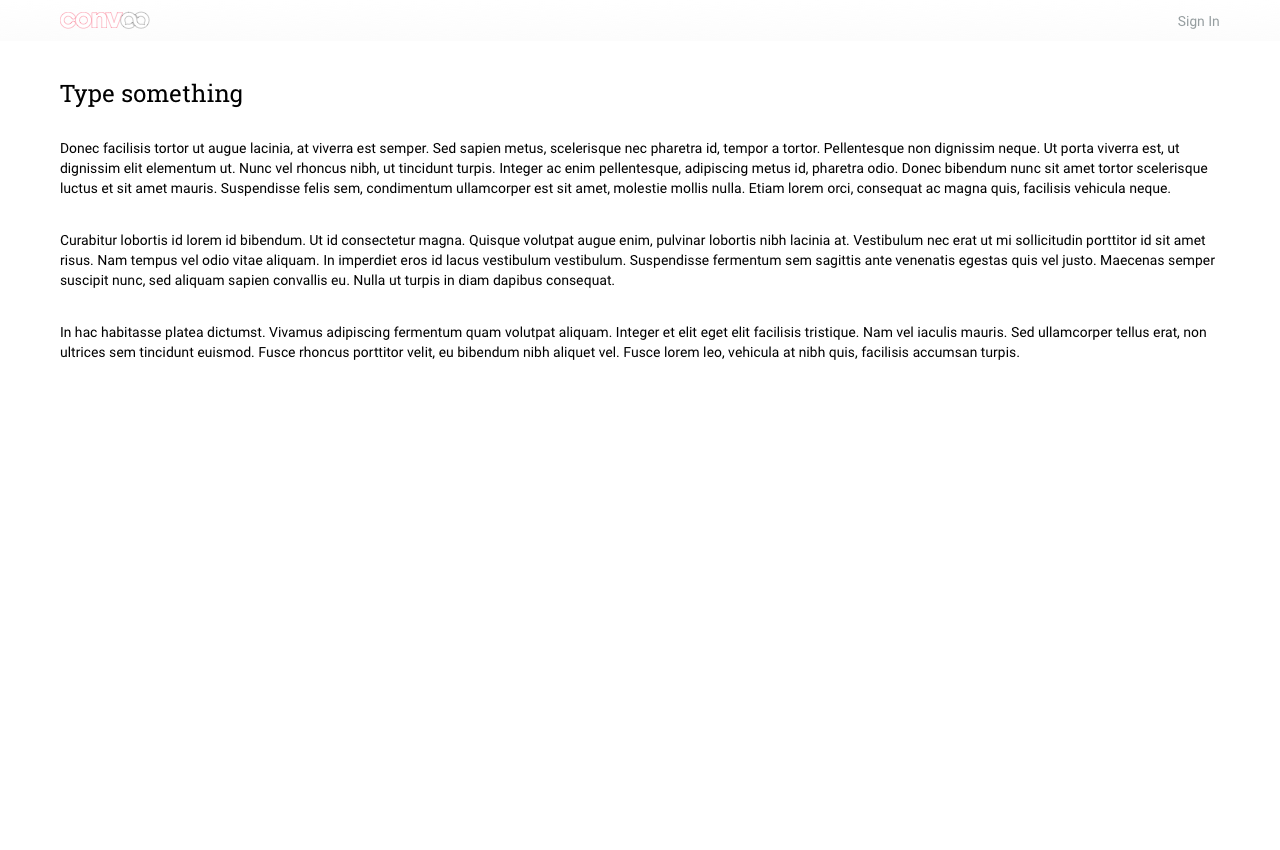 convoo
Sign In
Type something
Donec facilisis tortor ut augue lacinia, at viverra est semper. Sed sapien metus, scelerisque nec pharetra id, tempor a tortor. Pellentesque non dignissim neque. Ut porta viverra est, ut
dignissim elit elementum ut. Nunc vel rhoncus nibh, ut tincidunt turpis. Integer ac enim pellentesque, adipiscing metus id, pharetra odio. Donec bibendum nunc sit amet tortor scelerisque
luctus et sit amet mauris. Suspendisse felis sem, condimentum ullamcorper est sit amet, molestie mollis nulla. Etiam lorem orci, consequat ac magna quis, facilisis vehicula neque.
Curabitur lobortis id lorem id bibendum. Ut id consectetur magna. Quisque volutpat augue enim, pulvinar lobortis nibh lacinia at. Vestibulum nec erat ut mi sollicitudin porttitor id sit amet
risus. Nam tempus vel odio vitae aliquam. In imperdiet eros id lacus vestibulum vestibulum. Suspendisse fermentum sem sagittis ante venenatis egestas quis vel justo. Maecenas semper
suscipit nunc, sed aliquam sapien convallis eu. Nulla ut turpis in diam dapibus consequat.
In hac habitasse platea dictumst. Vivamus adipiscing fermentum quam volutpat aliquam. Integer et elit eget elit facilisis tristique. Nam vel iaculis mauris. Sed ullamcorper tellus erat, non
ultrices sem tincidunt euismod. Fusce rhoncus porttitor velit, eu bibendum nibh aliquet vel. Fusce lorem leo, vehicula at nibh quis, facilisis accumsan turpis.